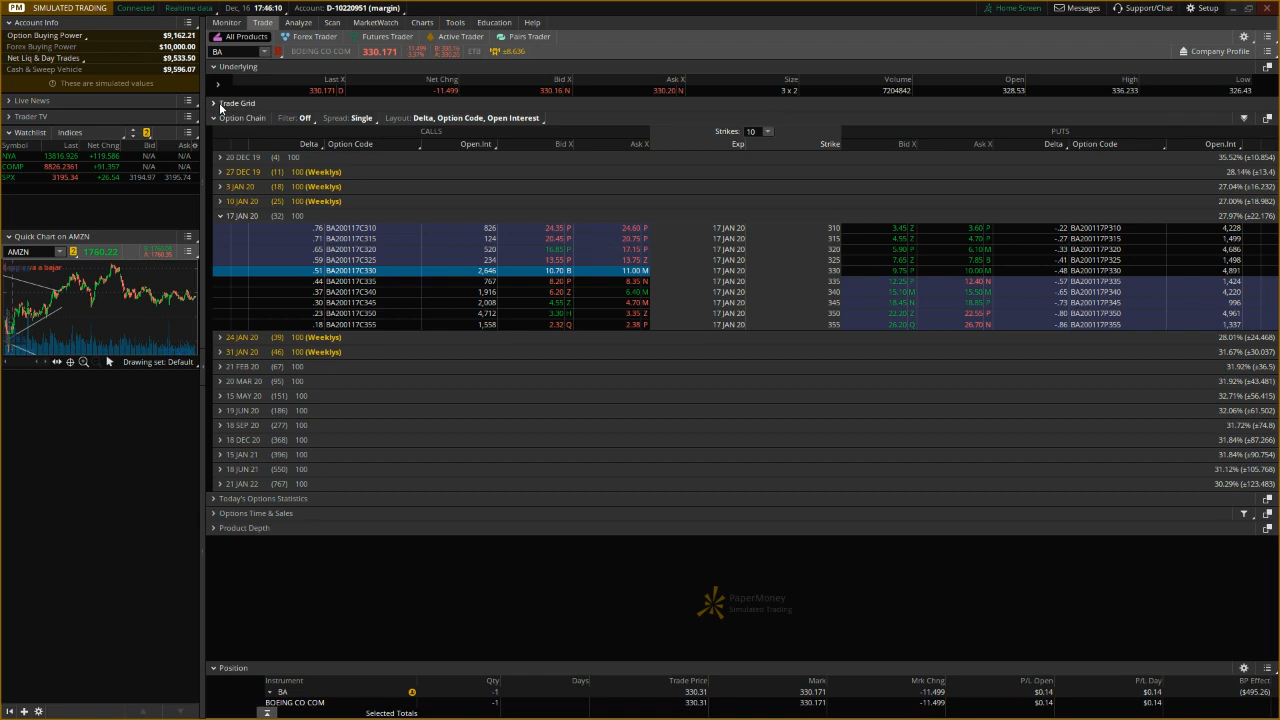 PM SIMULATED TRADING Connected Realtime data Dec, 16 17:46:10 Account: D-10220951 (margin) Home Screen Messages Support/Chat Setup
Account Info
Option Buying Power $9,162.21
Forex Buying Power $10,000.00
Net Liq & Day Trades $9,533.50
Cash & Sweep Vehicle $9,596.07
These are simulated values
Live News
Trader TV
Watchlist Indices 2
Symbol Last Net Chng Bid Ask
NYA 13816.926 +119.586 N/A N/A
COMP 8826.2361 +91.357 N/A N/A
SPX 3195.34 +26.54 3194.97 3195.74
Quick Chart on AMZN
AMZN 2 1760.22 B: 1760.05 A: 1760.35
a bajar
Drawing set: Default
Monitor Trade Analyze Scan MarketWatch Charts Tools Education Help
All Products Forex Trader Futures Trader Active Trader Pairs Trader
BA BOEING CO COM 330.171 -11.499 B: 330.16 A: 330.20 ETB ±8.636 Company Profile
Underlying
Last X Net Chng Bid X Ask X Size Volume Open High Low
330.171 D -11.499 330.16 N 330.20 N 3 x 2 7204842 328.53 336.233 326.43
Trade Grid
Option Chain Filter: Off Spread: Single Layout: Delta, Option Code, Open Interest
CALLS Strikes: 10 PUTS
Delta Option Code Open.Int Bid X Ask X Exp Strike Bid X Ask X Delta Option Code Open.Int
20 DEC 19 (4) 100 35.52% (±10.854)
27 DEC 19 (11) 100 (Weeklys) 28.14% (±13.4)
3 JAN 20 (18) 100 (Weeklys) 27.04% (±16.232)
10 JAN 20 (25) 100 (Weeklys) 27.00% (±18.982)
17 JAN 20 (32) 100 27.97% (±22.176)
.76 BA200117C310 826 24.35 P 24.60 P 17 JAN 20 310 3.45 Z 3.60 P -.22 BA200117P310 4,228
.71 BA200117C315 124 20.45 P 20.75 P 17 JAN 20 315 4.55 Z 4.70 P -.27 BA200117P315 1,499
.65 BA200117C320 520 16.85 P 17.15 P 17 JAN 20 320 5.90 P 6.10 M -.33 BA200117P320 4,686
.59 BA200117C325 234 13.55 P 13.75 Z 17 JAN 20 325 7.65 P 7.85 B -.41 BA200117P325 1,498
.51 BA200117C330 2,646 10.70 B 11.00 M 17 JAN 20 330 9.75 P 10.00 M -.48 BA200117P330 4,891
.44 BA200117C335 767 8.20 P 8.35 N 17 JAN 20 335 12.25 P 12.40 N -.57 BA200117P335 1,424
.37 BA200117C340 1,916 6.20 Z 6.40 M 17 JAN 20 340 15.10 M 15.50 M -.65 BA200117P340 4,220
.30 BA200117C345 2,008 4.55 Z 4.70 M 17 JAN 20 345 18.45 N 18.85 P -.73 BA200117P345 996
.23 BA200117C350 4,712 3.30 H 3.35 Z 17 JAN 20 350 22.20 Z 22.55 P -.80 BA200117P350 4,961
.18 BA200117C355 1,558 2.32 Q 2.38 P 17 JAN 20 355 26.20 Q 26.70 N -.86 BA200117P355 1,337
24 JAN 20 (39) 100 (Weeklys) 28.01% (±24.468)
31 JAN 20 (46) 100 (Weeklys) 31.67% (±30.037)
21 FEB 20 (67) 100 31.92% (±36.5)
20 MAR 20 (95) 100 31.92% (±43.481)
15 MAY 20 (151) 100 32.71% (±56.415)
19 JUN 20 (186) 100 32.06% (±61.502)
18 SEP 20 (277) 100 31.72% (±74.8)
18 DEC 20 (368) 100 31.84% (±87.266)
15 JAN 21 (396) 100 31.84% (±90.754)
18 JUN 21 (550) 100 31.12% (±105.768)
21 JAN 22 (767) 100 30.29% (±123.483)
Today's Options Statistics
Options Time & Sales
Product Depth
PaperMoney
Simulated Trading
Position
Instrument Qty Days Trade Price Mark Mrk Chng P/L Open P/L Day BP Effect
BA -1 330.31 330.171 -11.499 $0.14 $0.14 ($495.26)
BOEING CO COM -1 330.31 330.171 -11.499 $0.14 $0.14
Selected Totals